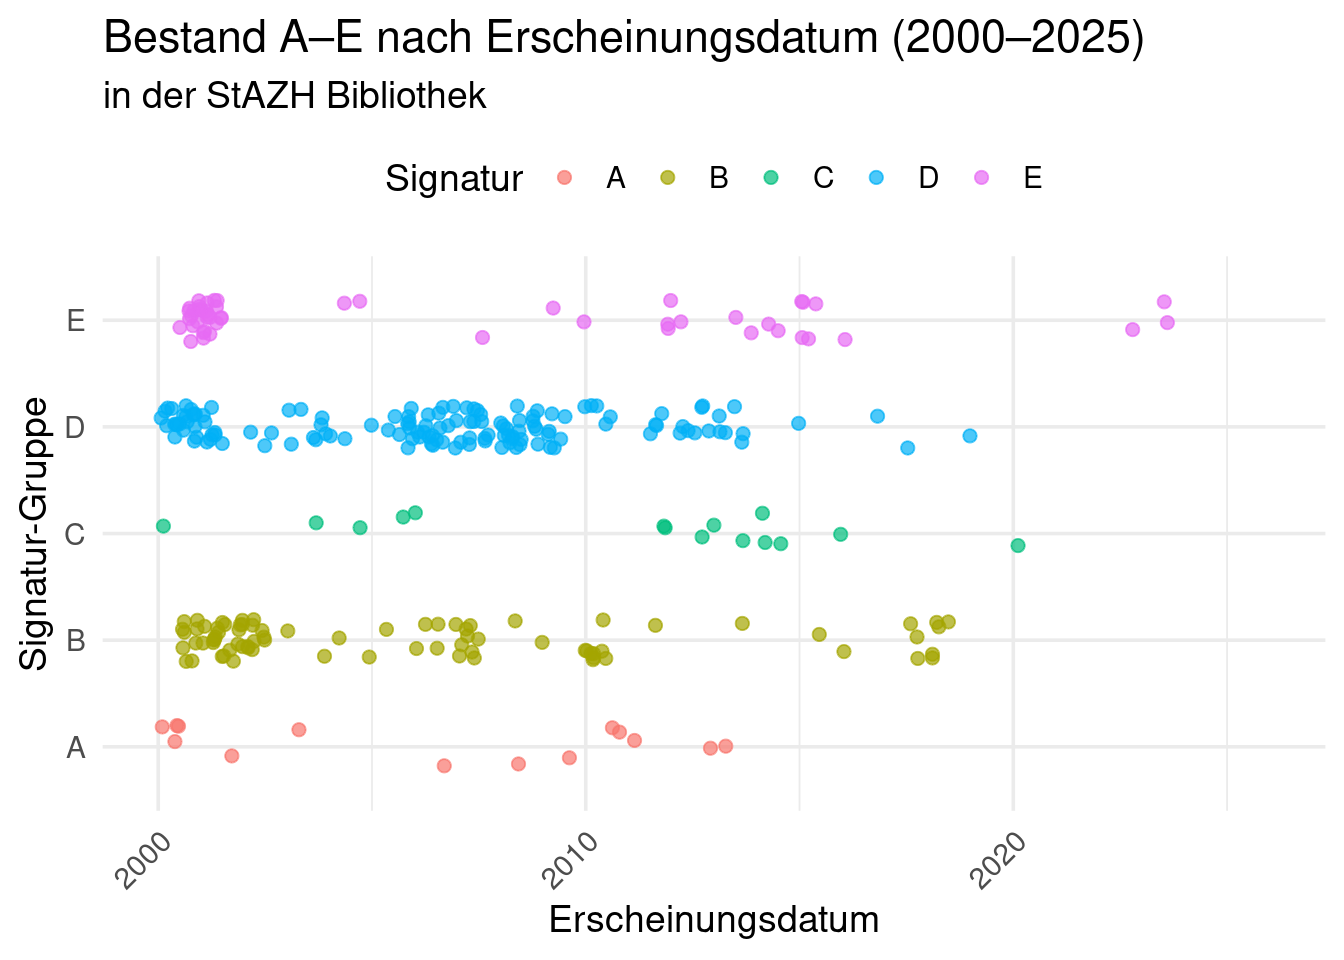 Bestand A–E nach Erscheinungsdatum (2000–2025)
in der StAZH Bibliothek
Signatur A B C D E
E
D
C
B
A
Signatur-Gruppe
2000 2010 2020
Erscheinungsdatum